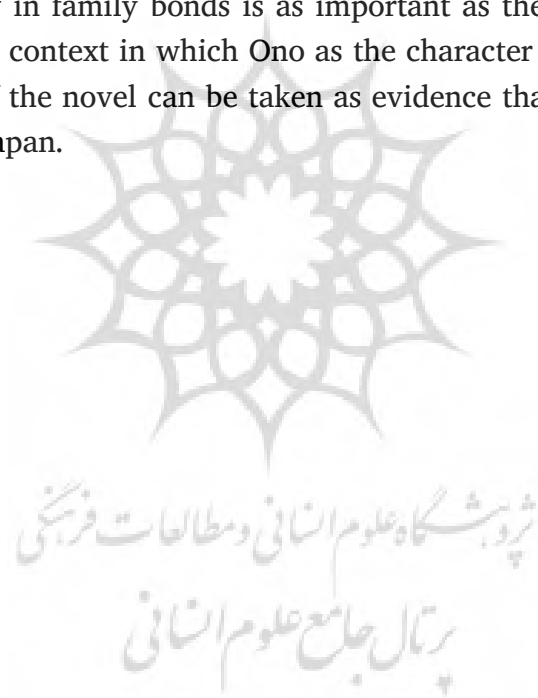 in family bonds is as important as the
context in which Ono as the character
the novel can be taken as evidence tha
pan.
پژوهشگاه علوم انسانی و مطالعات فرهنگی
پرتال جامع علوم انسانی